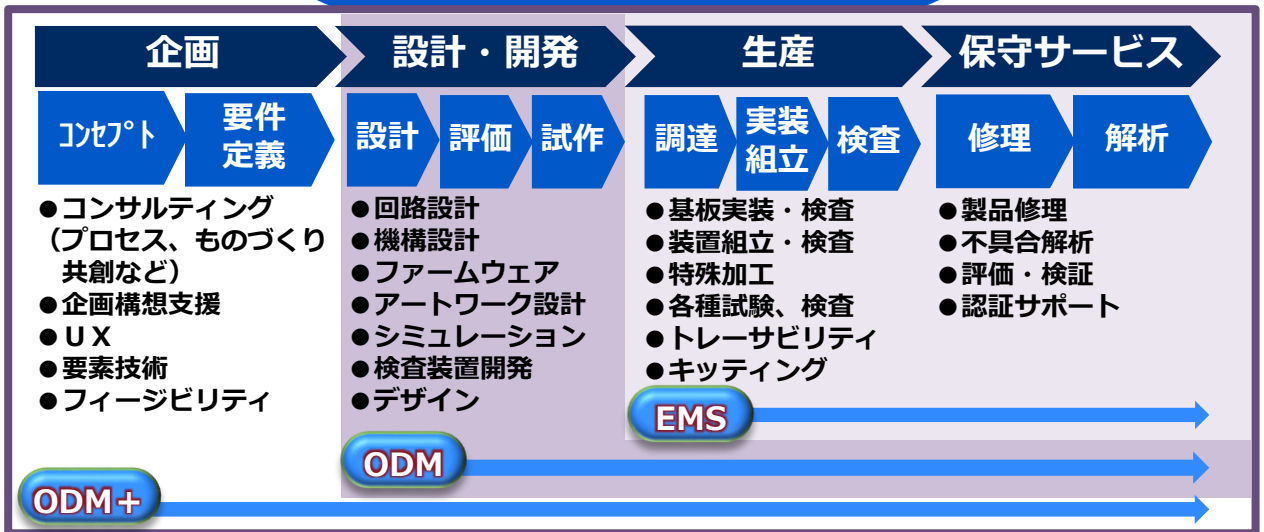 企画
設計・開発
生産
保守サービス
コンセプト
要件
定義
設計
評価
試作
調達
実装
組立
検査
修理
解析
●コンサルティング
（プロセス、ものづくり
共創など）
●企画構想支援
●ＵＸ
●要素技術
●フィージビリティ
●回路設計
●機構設計
●ファームウェア
●アートワーク設計
●シミュレーション
●検査装置開発
●デザイン
●基板実装・検査
●装置組立・検査
●特殊加工
●各種試験、検査
●トレーサビリティ
●キッティング
●製品修理
●不具合解析
●評価・検証
●認証サポート
EMS
ODM
ODM＋